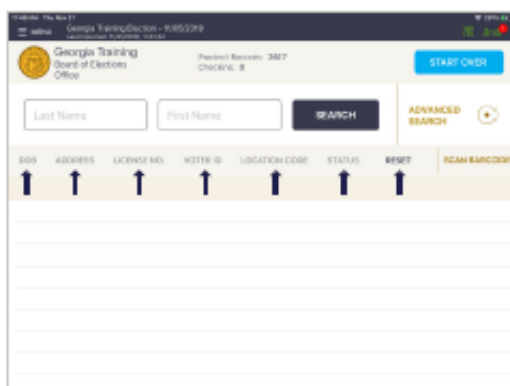 Georgia Training Election - 11/05/2019
Georgia Training
Board of Elections
Office
Precinct Records: 3627
Checkins: 0
START OVER
Last Name
First Name
SEARCH
ADVANCED
SEARCH
DOB ADDRESS LICENSE NO. VOTER ID LOCATION CODE STATUS RESET SCAN BARCODE